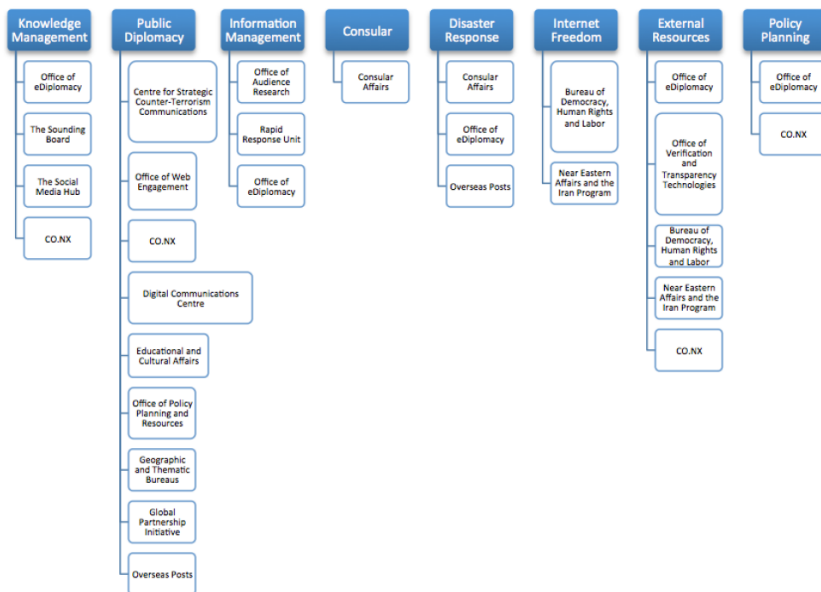 Knowledge
Management
Office of
eDiplomacy
The Sounding
Board
The Social
Media Hub
CO.NX
Public
Diplomacy
Centre for Strategic
Counter-Terrorism
Communications
Office of Web
Engagement
CO.NX
Digital Communications
Centre
Educational and
Cultural Affairs
Office of Policy
Planning and
Resources
Geographic
and Thematic
Bureaus
Global
Partnership
Initiative
Overseas Posts
Information
Management
Office of
Audience
Research
Rapid
Response Unit
Office of
eDiplomacy
Consular
Consular
Affairs
Disaster
Response
Consular
Affairs
Office of
eDiplomacy
Overseas Posts
Internet
Freedom
Bureau of
Democracy,
Human Rights
and Labor
Near Eastern
Affairs and the
Iran Program
External
Resources
Office of
eDiplomacy
Office of
Verification
and
Transparency
Technologies
Bureau of
Democracy,
Human Rights
and Labor
Near Eastern
Affairs and the
Iran Program
CO.NX
Policy
Planning
Office of
eDiplomacy
CO.NX